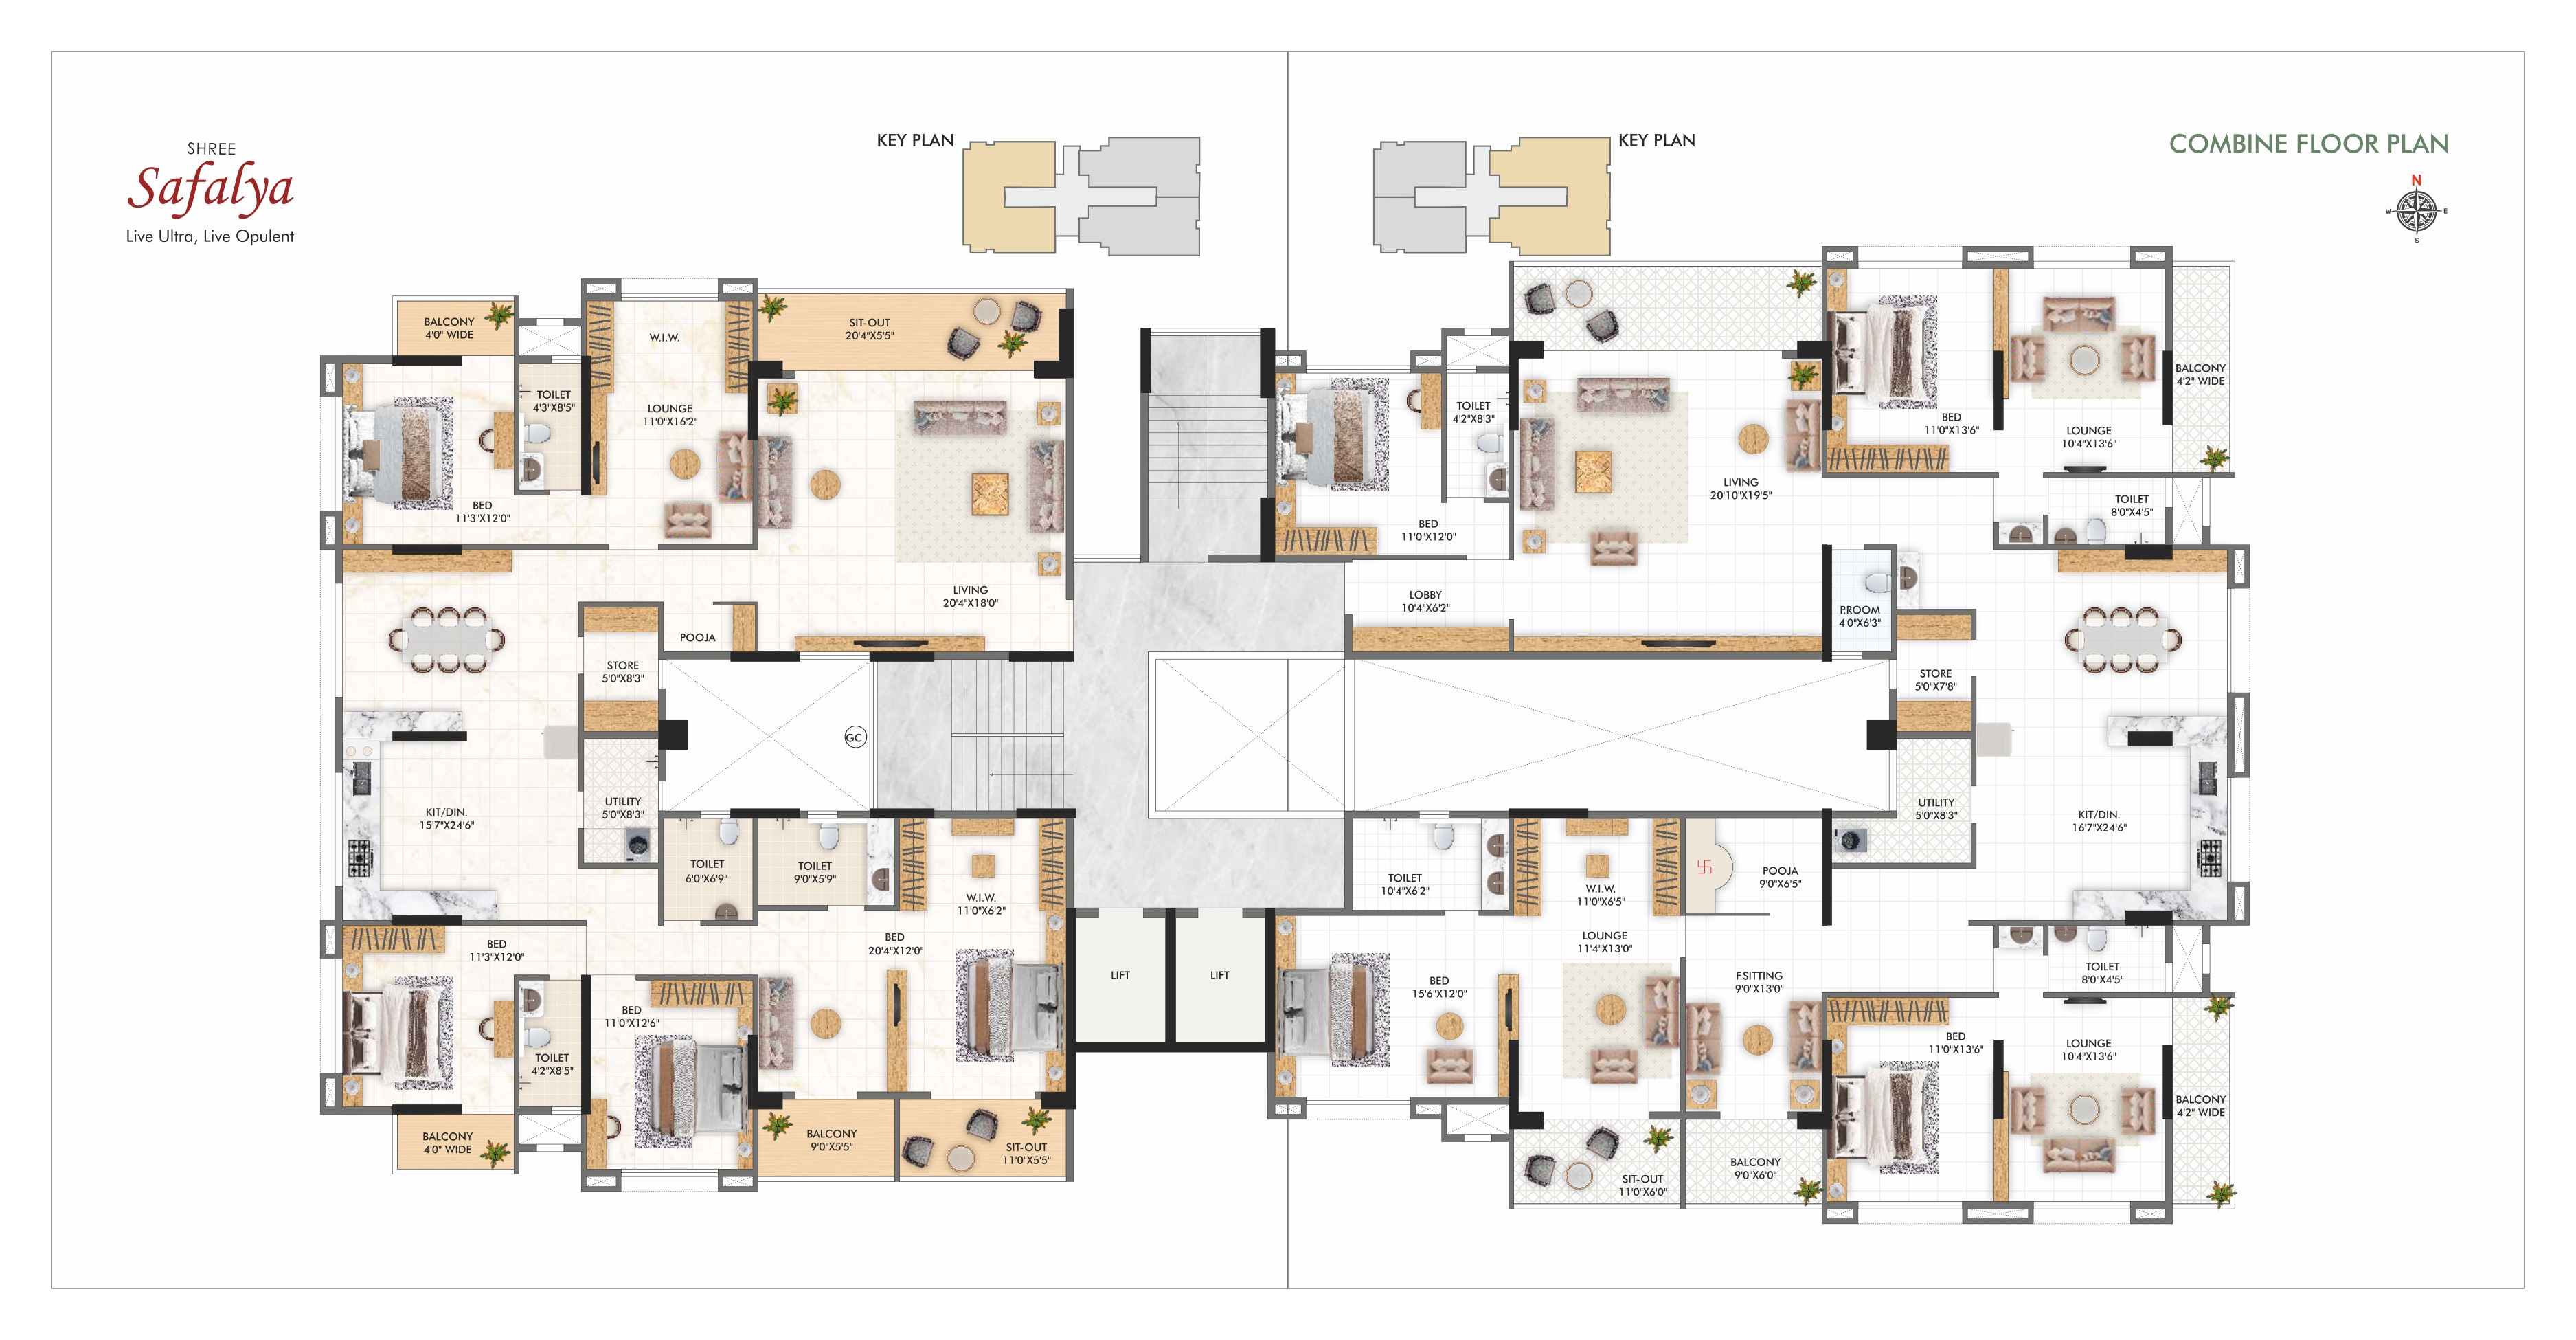 SHREE
Safalya
Live Ultra, Live Opulent
KEY PLAN
KEY PLAN
COMBINE FLOOR PLAN
N
W
E
S
BALCONY
4'0" WIDE
W.I.W.
SIT-OUT
20'4"X5'5"
TOILET
4'3"X8'5"
LOUNGE
11'0"X16'2"
BED
11'3"X12'0"
LIVING
20'4"X18'0"
POOJA
STORE
5'0"X8'3"
GC
UTILITY
5'0"X8'3"
KIT/DIN.
15'7"X24'6"
TOILET
6'0"X6'9"
TOILET
9'0"X5'9"
W.I.W.
11'0"X6'2"
BED
11'3"X12'0"
BED
20'4"X12'0"
BED
11'0"X12'6"
TOILET
4'2"X8'5"
BALCONY
4'0" WIDE
BALCONY
9'0"X5'5"
SIT-OUT
11'0"X5'5"
LIFT
LIFT
TOILET
4'2"X8'3"
BED
11'0"X12'0"
LIVING
20'10"X19'5"
BED
11'0"X13'6"
LOUNGE
10'4"X13'6"
BALCONY
4'2" WIDE
TOILET
8'0"X4'5"
LOBBY
10'4"X6'2"
P.ROOM
4'0"X6'3"
STORE
5'0"X7'8"
UTILITY
5'0"X8'3"
KIT/DIN.
16'7"X24'6"
TOILET
10'4"X6'2"
W.I.W.
11'0"X6'5"
POOJA
9'0"X6'5"
LOUNGE
11'4"X13'0"
BED
15'6"X12'0"
F.SITTING
9'0"X13'0"
TOILET
8'0"X4'5"
BED
11'0"X13'6"
LOUNGE
10'4"X13'6"
BALCONY
4'2" WIDE
SIT-OUT
11'0"X6'0"
BALCONY
9'0"X6'0"